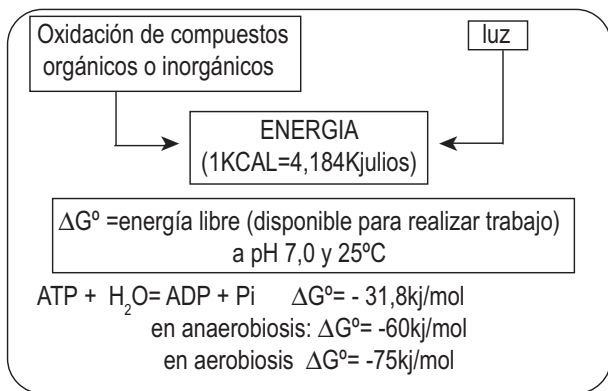 Oxidación de compuestos
orgánicos o inorgánicos
luz
ENERGIA
(1KCAL=4,184Kjulios)
∆Gº =energía libre (disponible para realizar trabajo)
a pH 7,0 y 25ºC
ATP + H₂O= ADP + Pi ∆Gº= - 31,8kj/mol
en anaerobiosis: ∆Gº= -60kj/mol
en aerobiosis ∆Gº= -75kj/mol